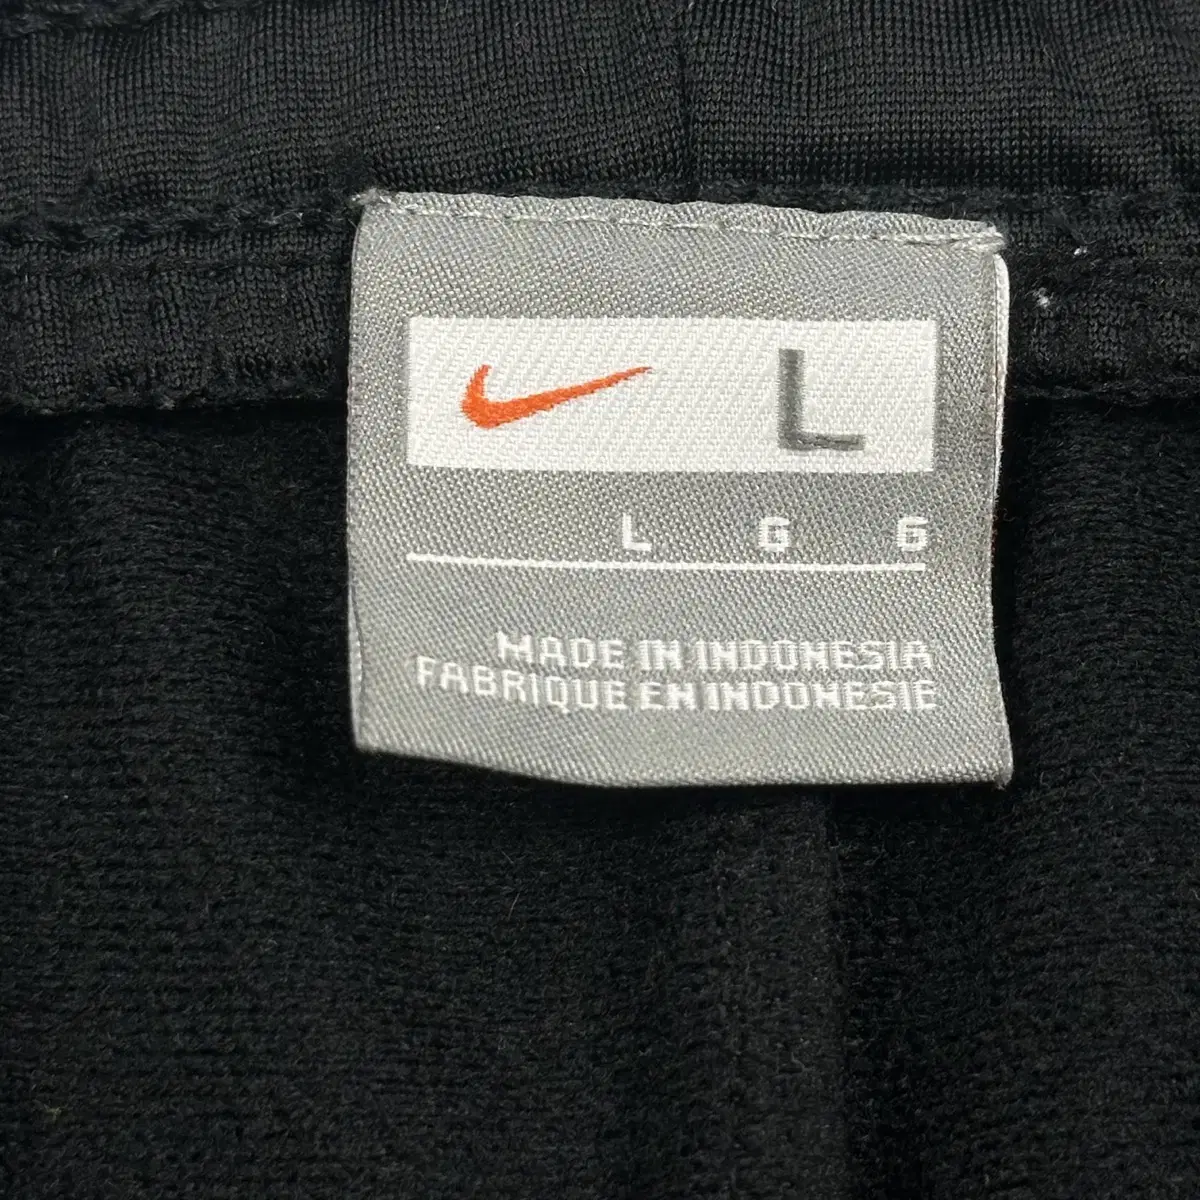 L
L G G
MADE IN INDONESIA
FABRIQUE EN INDONESIE